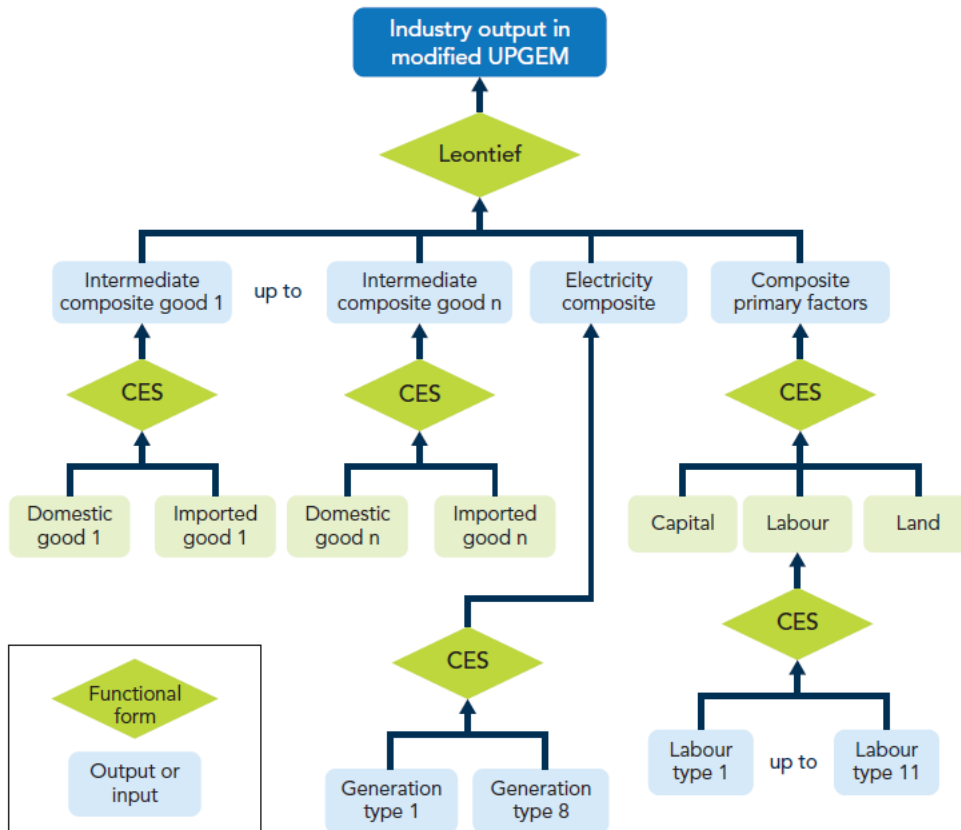 Industry output in
modified UPGEM
Leontief
Intermediate
composite good 1
up to
Intermediate
composite good n
Electricity
composite
Composite
primary factors
CES
CES
CES
Domestic
good 1
Imported
good 1
Domestic
good n
Imported
good n
Capital
Labour
Land
CES
CES
Functional
form
Output or
input
Generation
type 1
Generation
type 8
Labour
type 1
up to
Labour
type 11